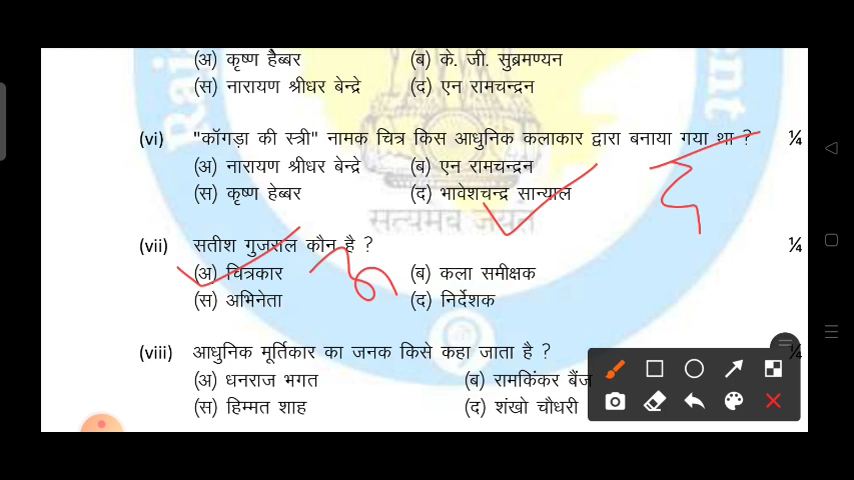 (अ) कृष्ण हेैब्बर (ब) के. जी. सुब्रमण्यन
(स) नारायण श्रीधर बेन्द्रे (द) एन रामचन्द्रन
(vi) "कॉगड़ा की स्त्री" नामक चित्र किस आधुनिक कलाकार द्वारा बनाया गया था ? ¼
(अ) नारायण श्रीधर बेन्द्रे (ब) एन रामचन्द्रन
(स) कृष्ण हेब्बर (द) भावेशचन्द्र सान्याल
सत्यमेव जयते
(vii) सतीश गुजराल कौन है ? ¼
(अ) चित्रकार (ब) कला समीक्षक
(स) अभिनेता (द) निर्देशक
(viii) आधुनिक मूर्तिकार का जनक किसे कहा जाता है ? ¼
(अ) धनराज भगत (ब) रामकिंकर बैंज
(स) हिम्मत शाह (द) शंखो चौधरी